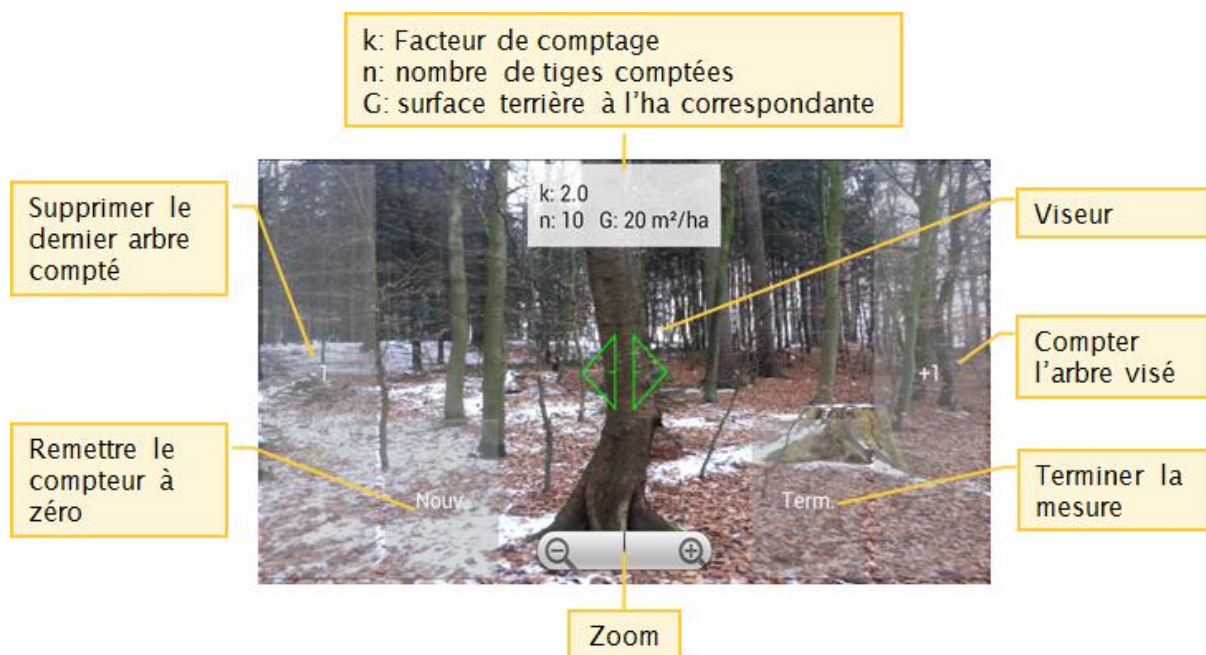 k: Facteur de comptage
n: nombre de tiges comptées
G: surface terrière à l'ha correspondante
k: 2.0
n: 10 G: 20 m²/ha
Supprimer le
dernier arbre
compté
Viseur
-1
Compter
l'arbre visé
+1
Remettre le
compteur à
zéro
Nouv.
Term.
Terminer la
mesure
Zoom